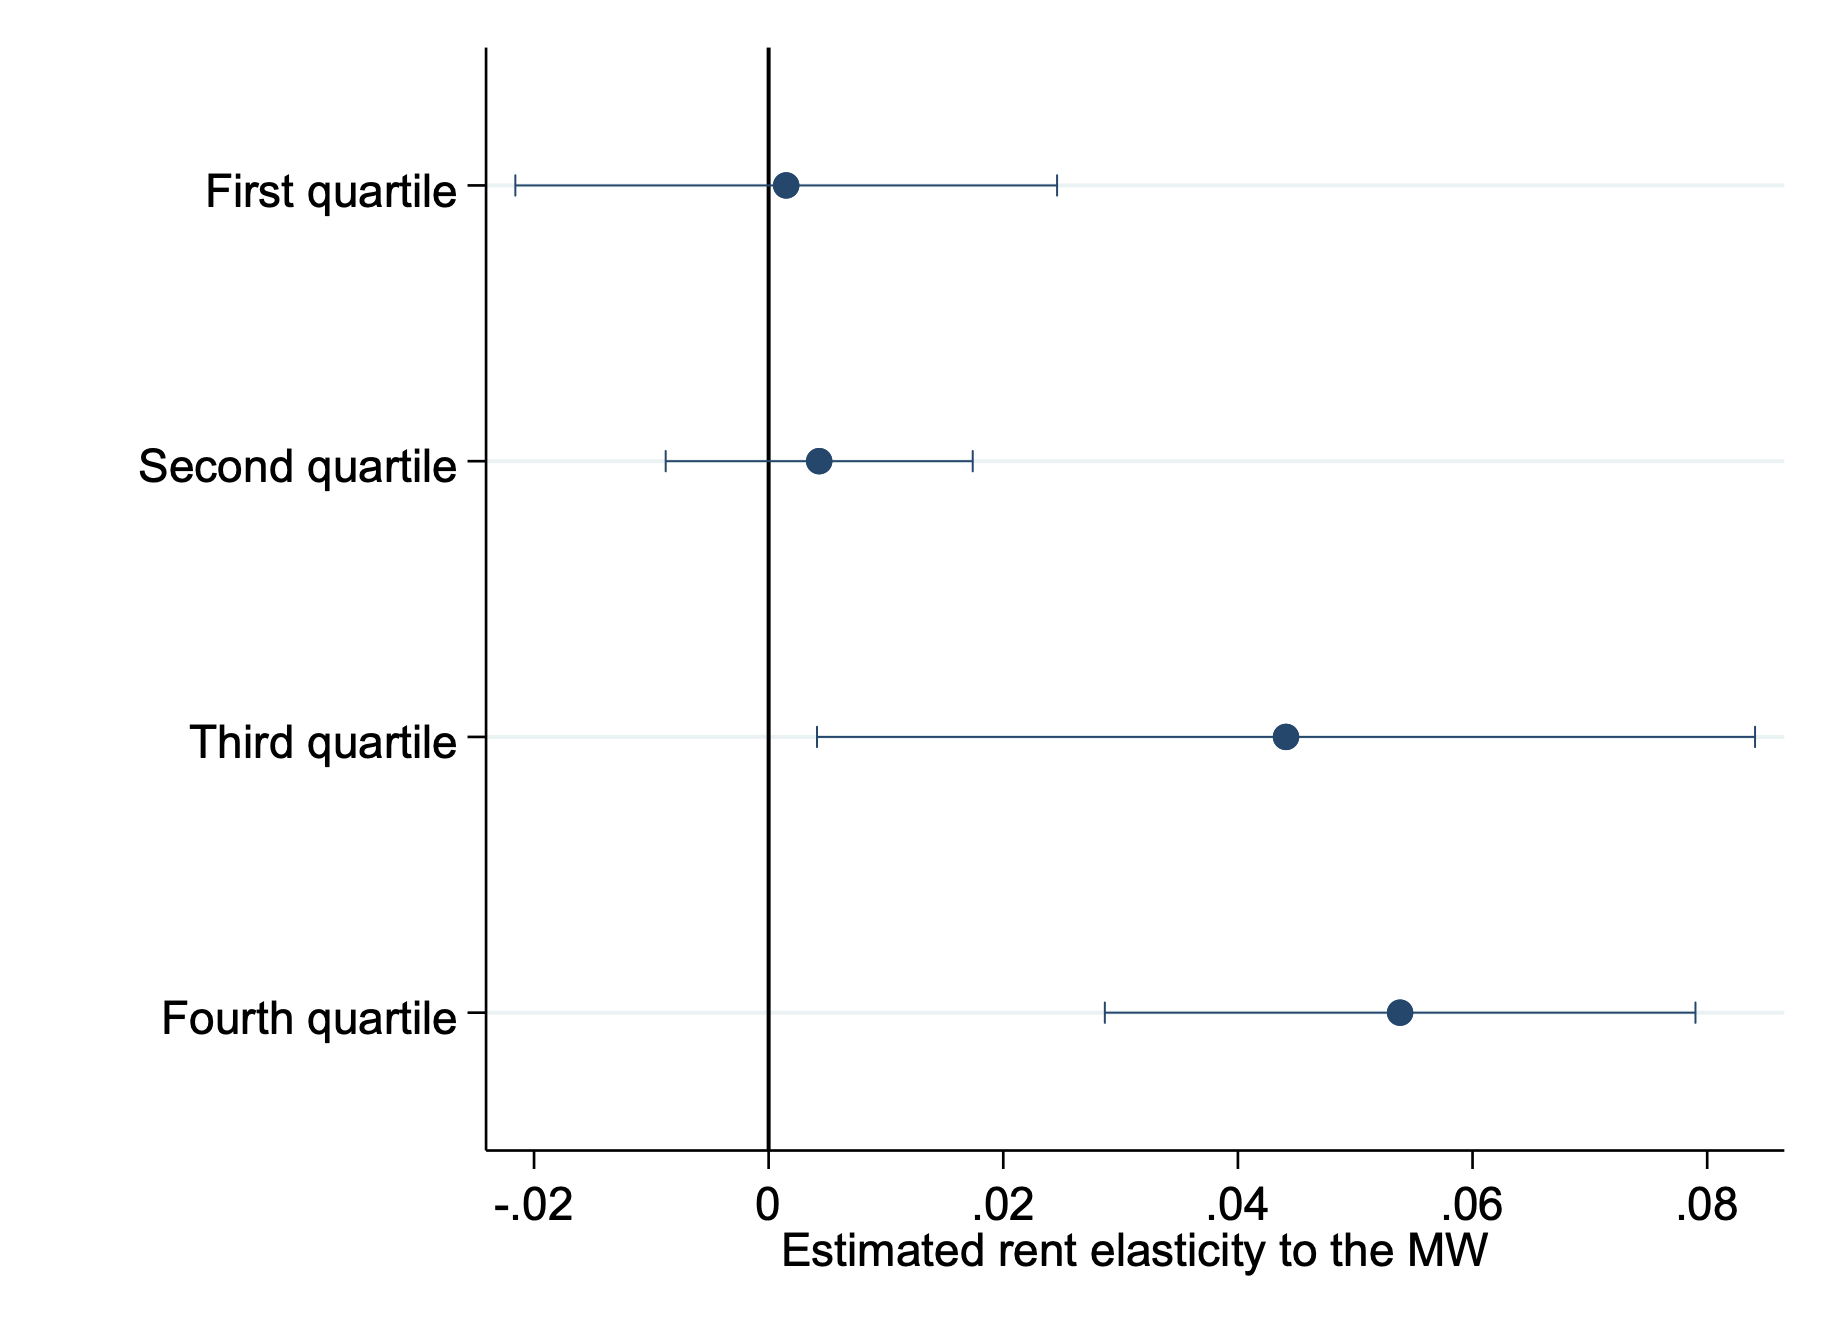 First quartile
Second quartile
Third quartile
Fourth quartile
-.02 0 .02 .04 .06 .08
Estimated rent elasticity to the MW